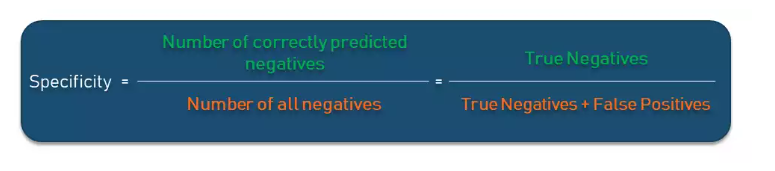 Specificity = Number of correctly predicted negatives = True Negatives
Number of all negatives True Negatives + False Positives